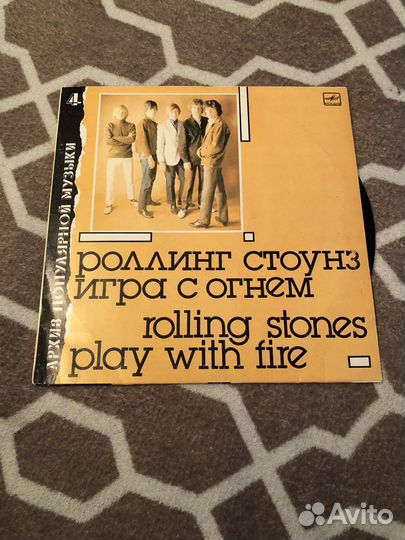 4
АРХИВ ПОПУЛЯРНОЙ МУЗЫКИ
РОЛЛИНГ СТОУНЗ
ИГРА С ОГНЕМ
rolling stones
play with fire
Avito